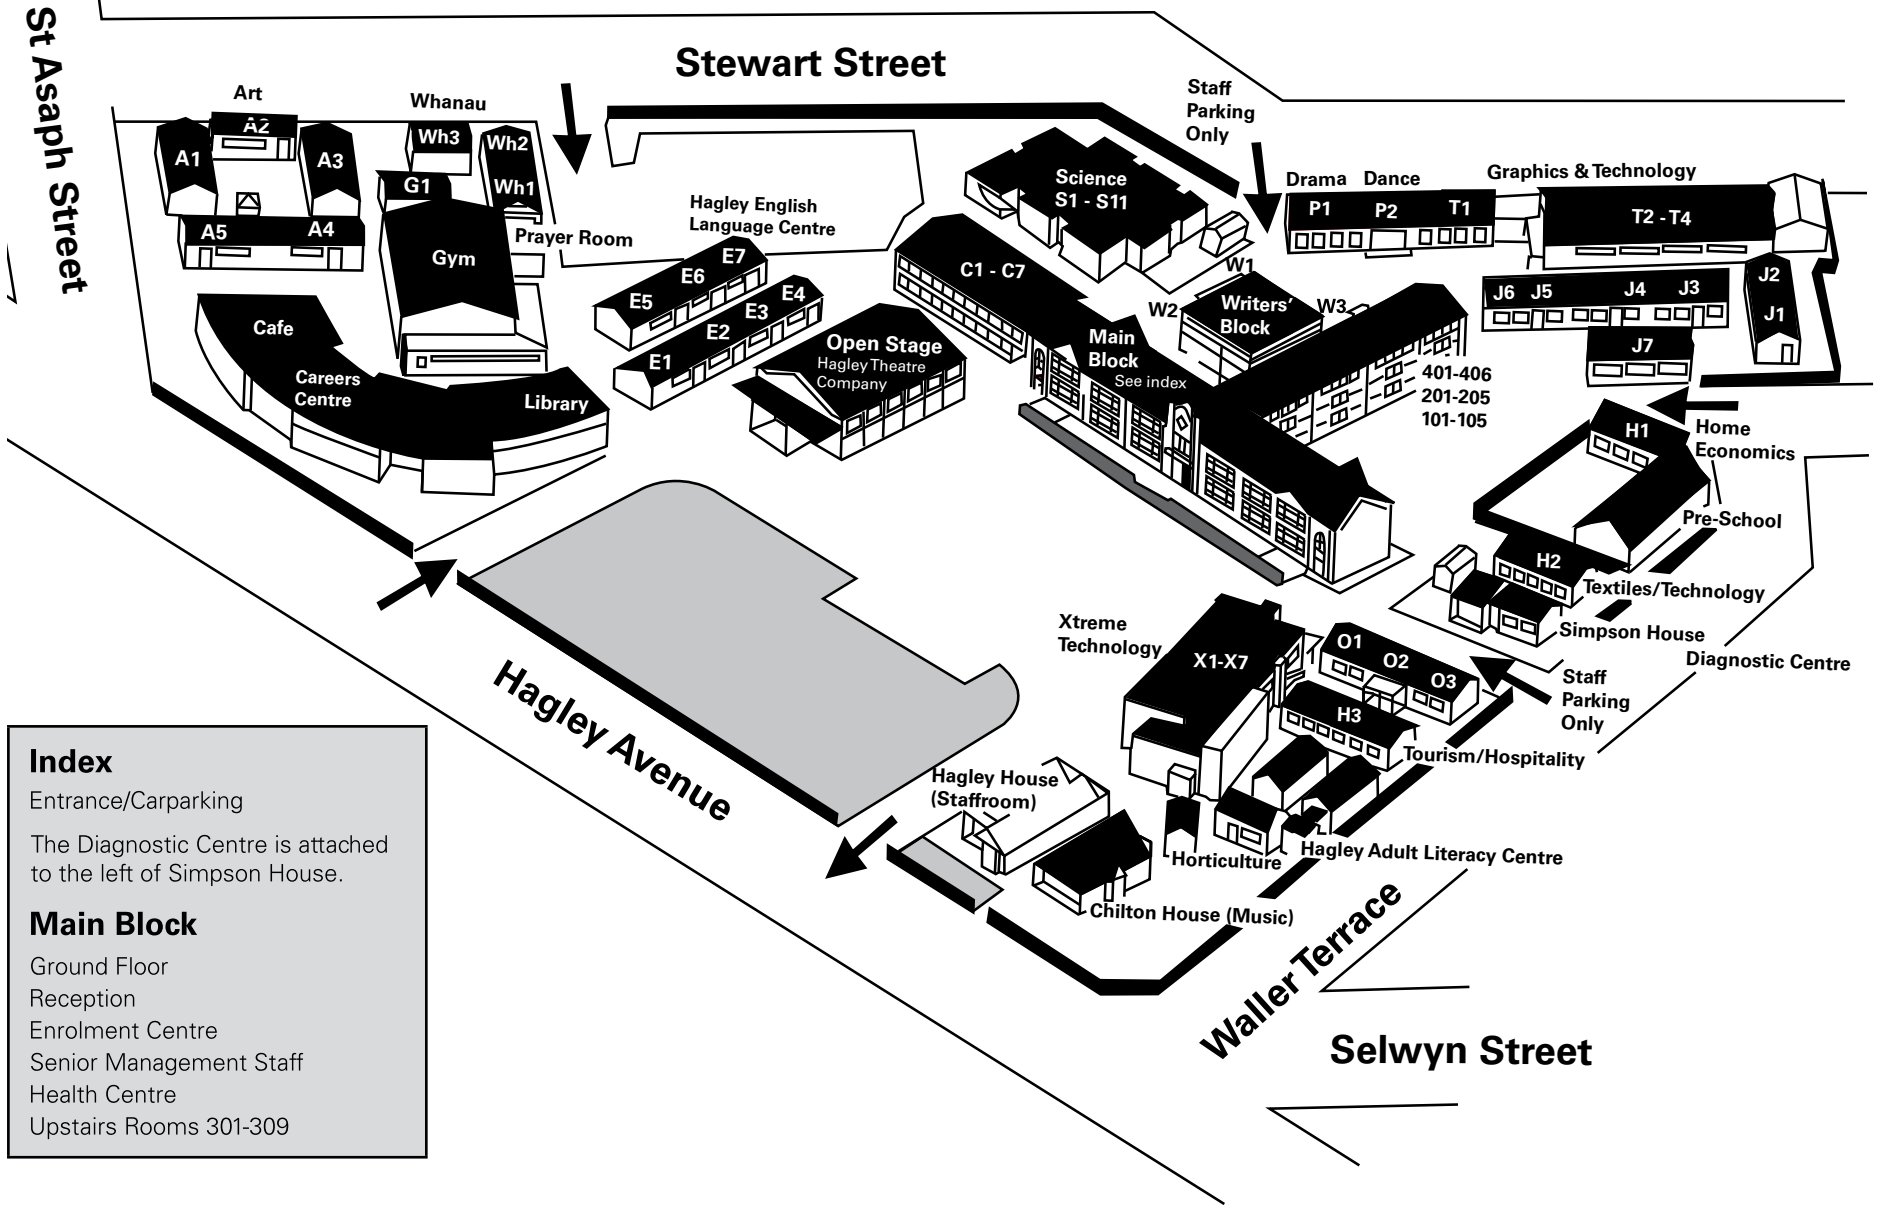 St Asaph Street
Stewart Street
Staff
Parking
Only
Art
A1
A2
A3
A5
A4
Whanau
Wh3
Wh2
Wh1
G1
Gym
Prayer Room
Hagley English
Language Centre
E7
E6
E5
E4
E3
E2
E1
Cafe
Careers
Centre
Library
Open Stage
Hagley Theatre
Company
Science
S1 - S11
C1 - C7
Main
Block
See index
W1
W2
W3
Writers'
Block
401-406
201-205
101-105
Drama
Dance
P1
P2
T1
Graphics & Technology
T2 - T4
J6
J5
J4
J3
J2
J1
J7
H1
Home
Economics
Pre-School
H2
Textiles/Technology
Simpson House
Diagnostic Centre
Staff
Parking
Only
Xtreme
Technology
X1-X7
O1
O2
O3
H3
Tourism/Hospitality
Hagley House
(Staffroom)
Horticulture
Hagley Adult Literacy Centre
Chilton House (Music)
Hagley Avenue
Waller Terrace
Selwyn Street
Index
Entrance/Carparking
The Diagnostic Centre is attached
to the left of Simpson House.
Main Block
Ground Floor
Reception
Enrolment Centre
Senior Management Staff
Health Centre
Upstairs Rooms 301-309